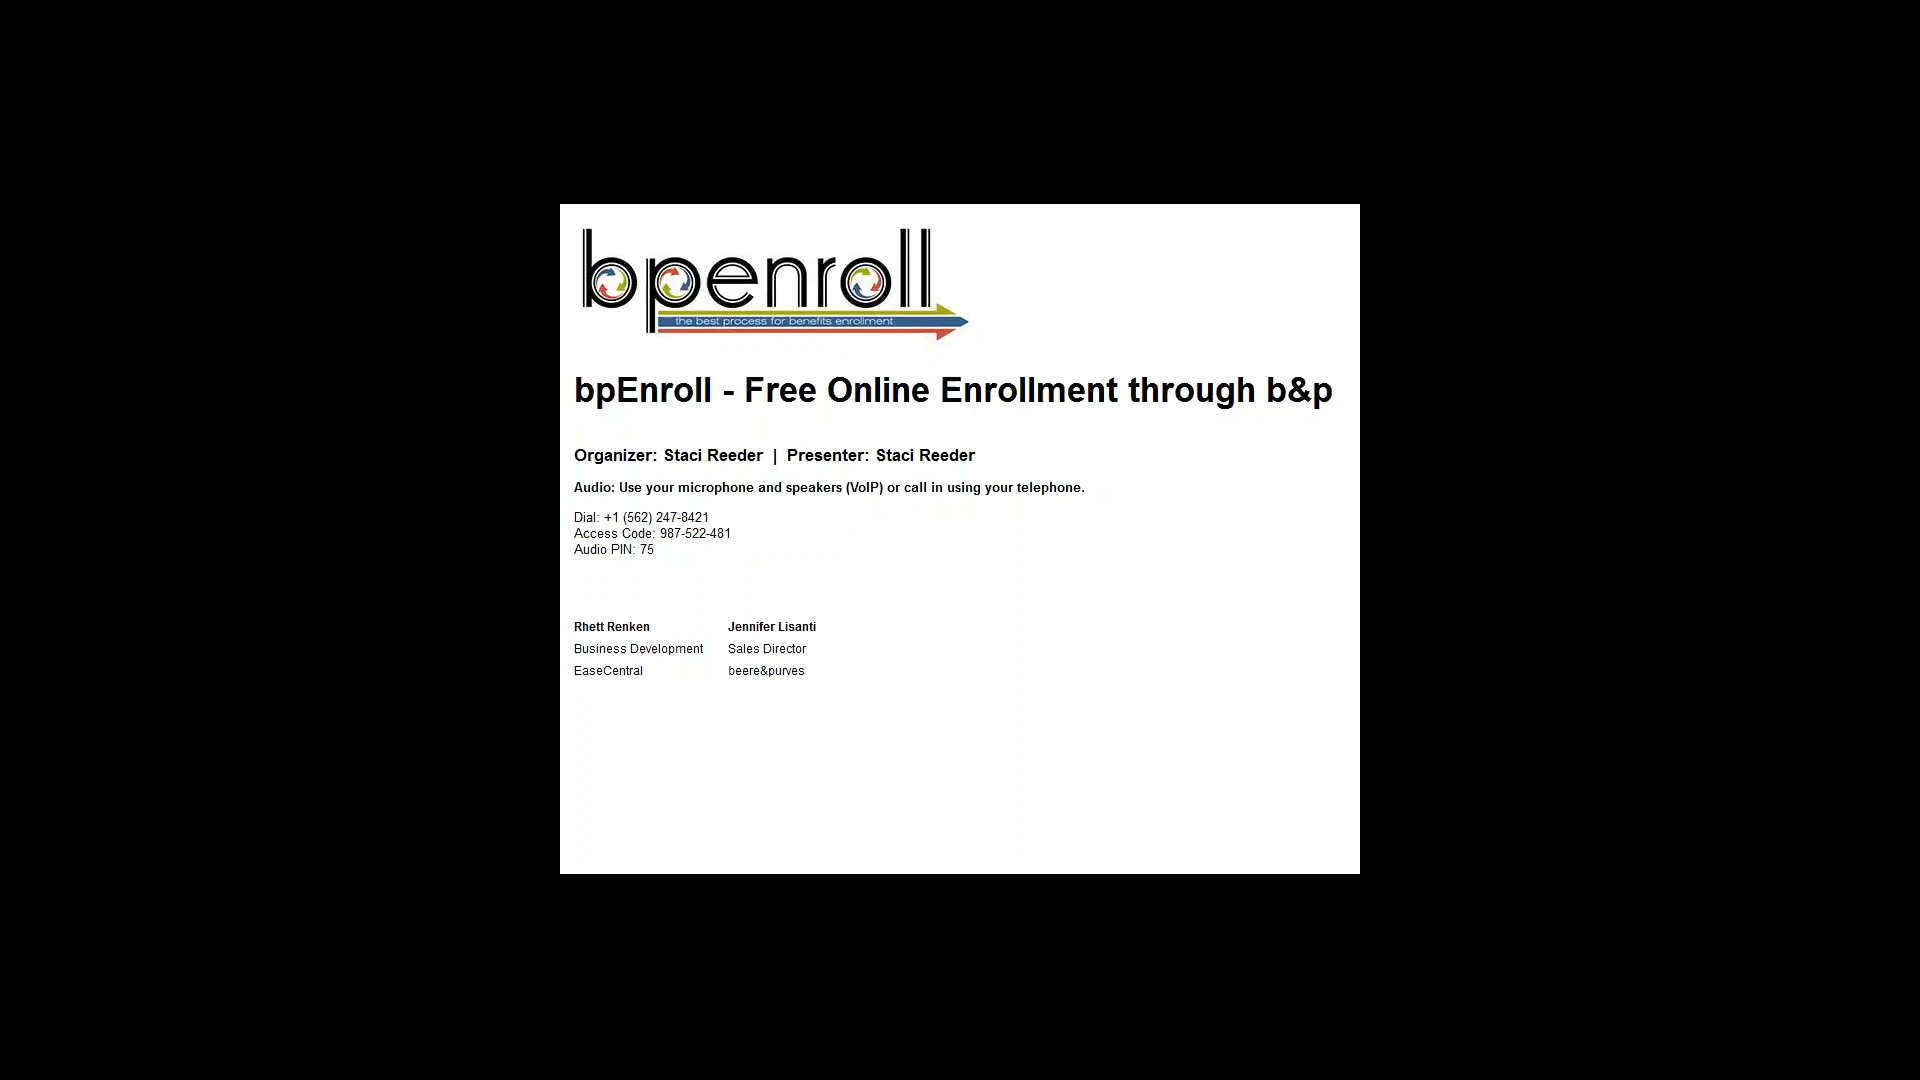 bpenroll
the best process for benefits enrollment
bpEnroll - Free Online Enrollment through b&p
Organizer: Staci Reeder | Presenter: Staci Reeder
Audio: Use your microphone and speakers (VoIP) or call in using your telephone.
Dial: +1 (562) 247-8421
Access Code: 987-522-481
Audio PIN: 75
Rhett Renken Jennifer Lisanti
Business Development Sales Director
EaseCentral beere&purves